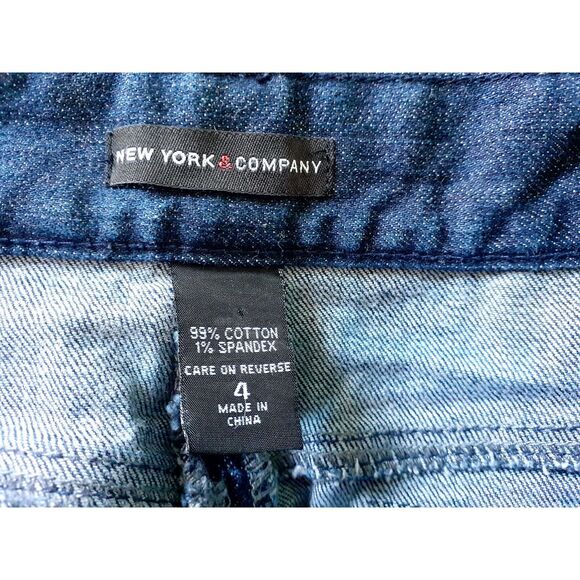 NEW YORK & COMPANY
99% COTTON
1% SPANDEX
CARE ON REVERSE
4
MADE IN
CHINA